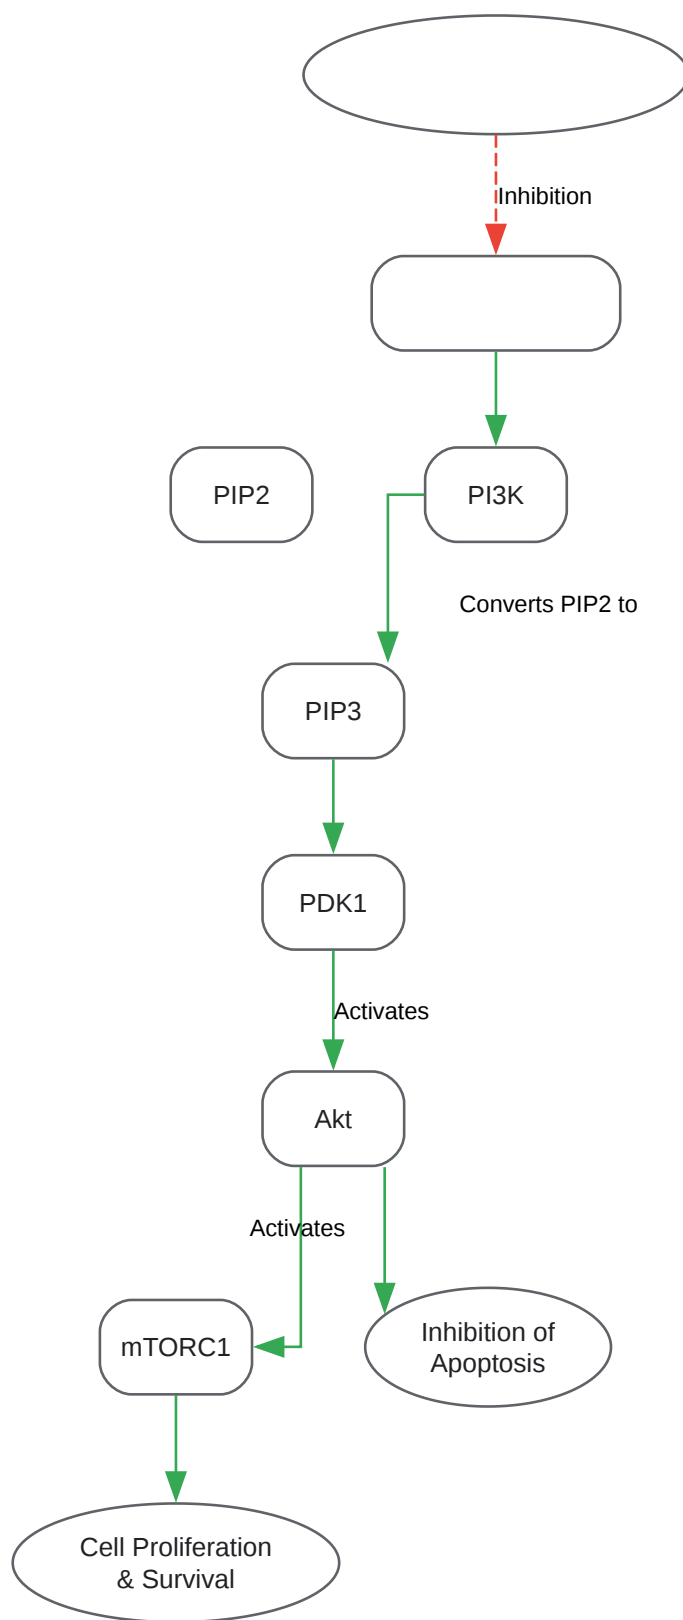 Inhibition
PIP2
PI3K
Converts PIP2 to
PIP3
PDK1
Activates
Akt
Activates
mTORC1
Inhibition of
Apoptosis
Cell Proliferation
& Survival